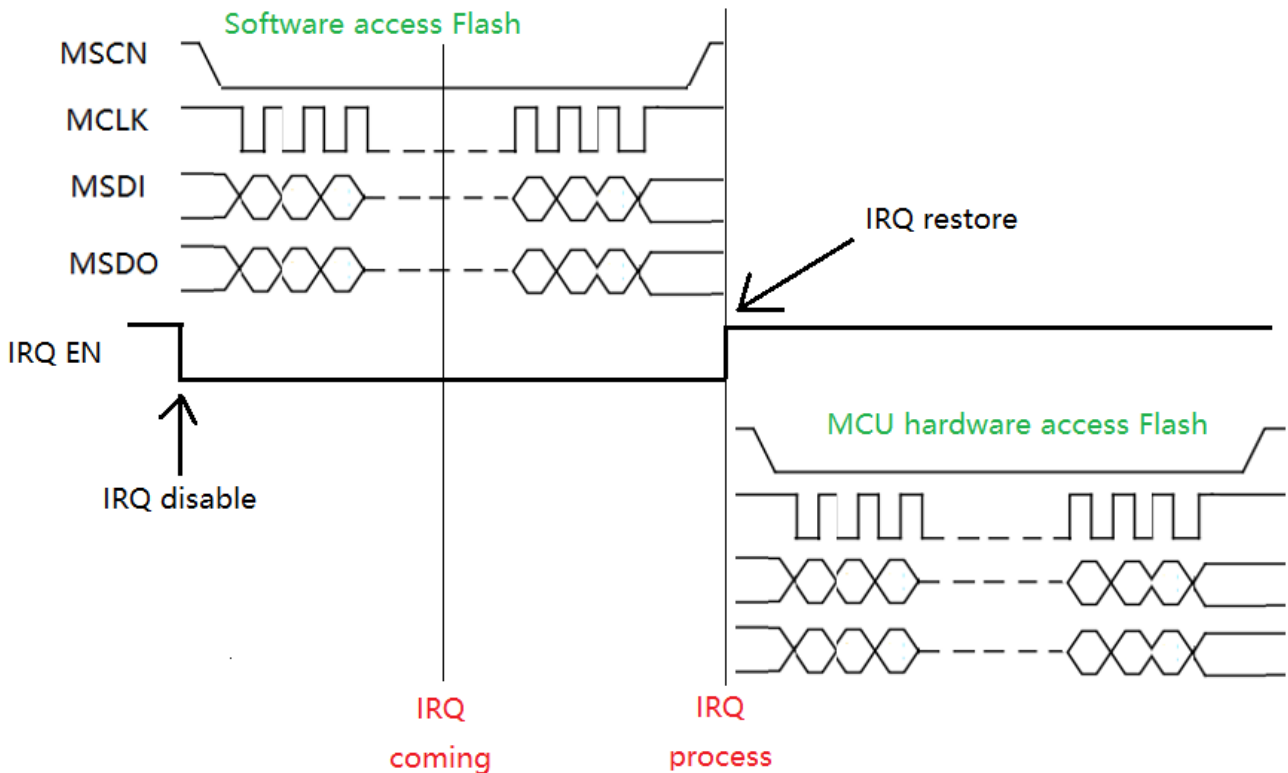 Software access Flash
MSCN
MCLK
MSDI
MSDO
IRQ restore
IRQ EN
MCU hardware access Flash
IRQ disable
IRQ
coming
IRQ
process